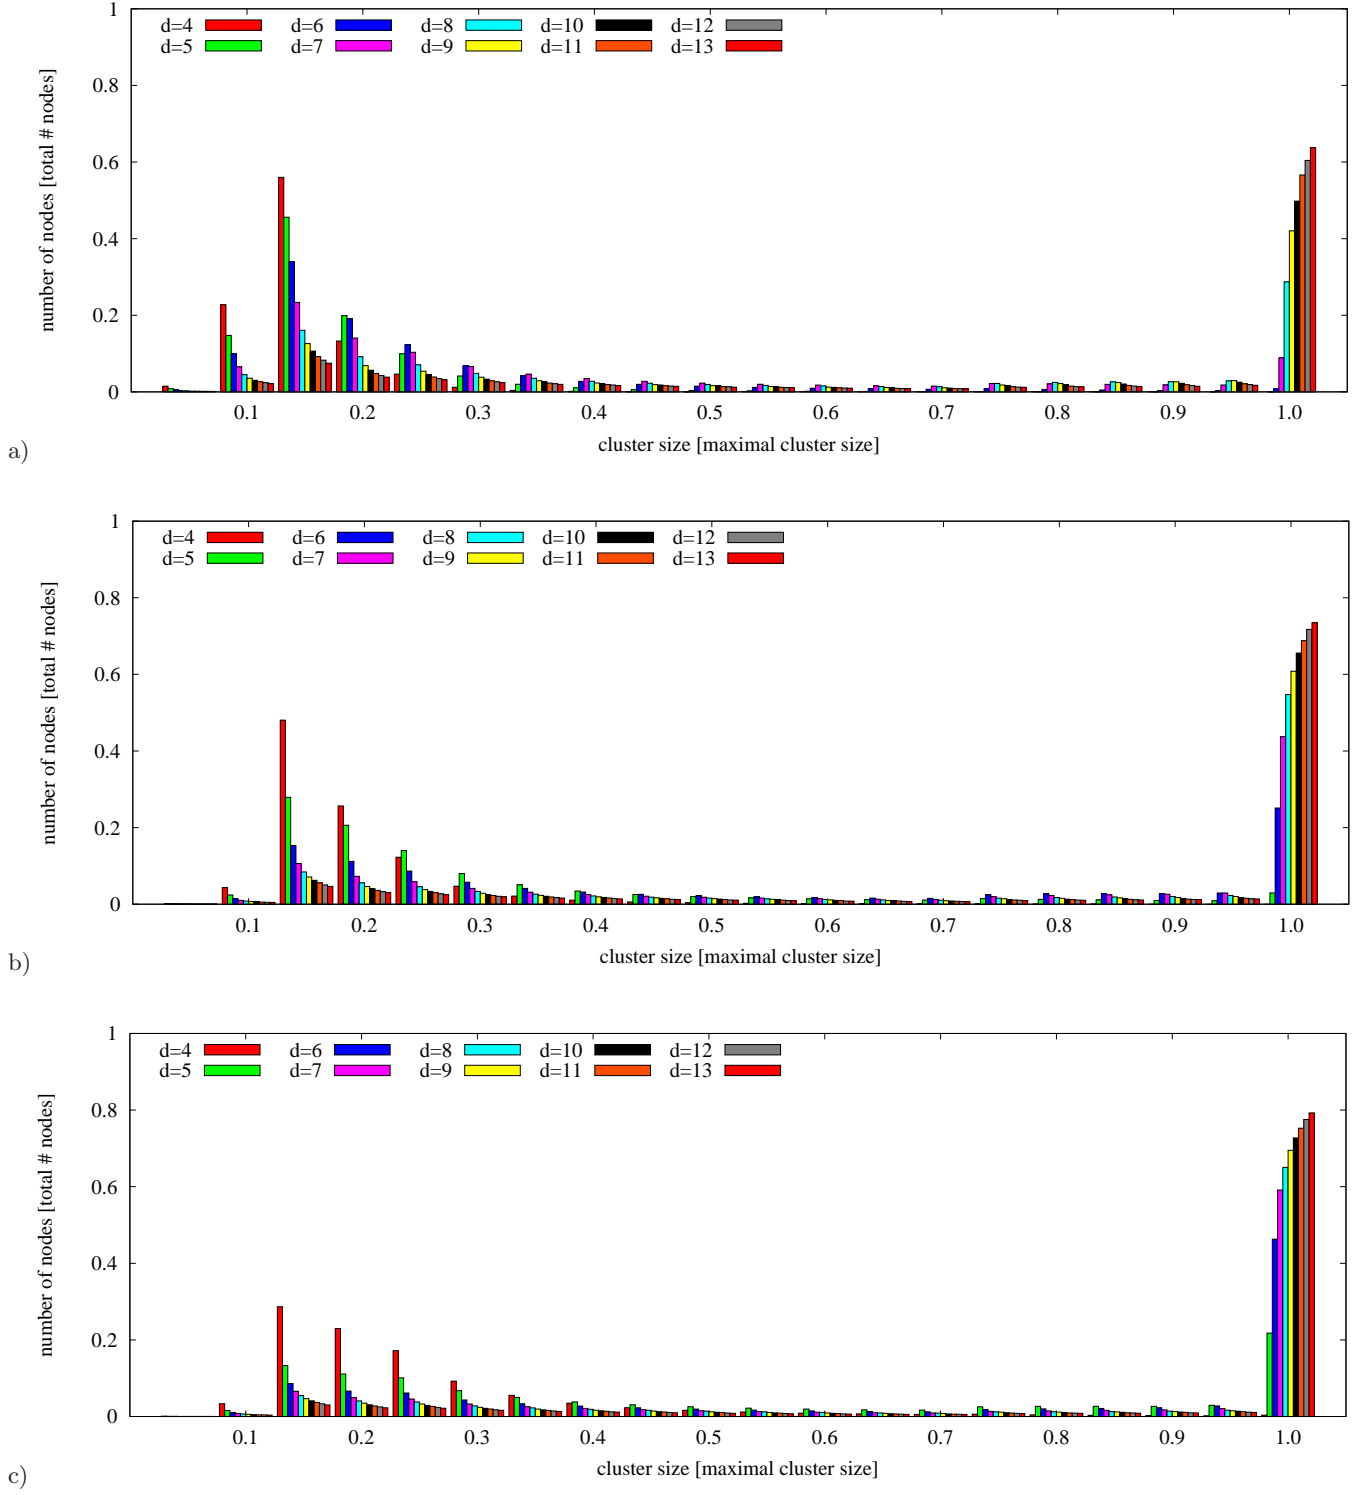 1
d=4 d=6 d=8 d=10 d=12
d=5 d=7 d=9 d=11 d=13
0.8
0.6
0.4
0.2
0
number of nodes [total # nodes]
0.1 0.2 0.3 0.4 0.5 0.6 0.7 0.8 0.9 1.0
cluster size [maximal cluster size]
a)
1
d=4 d=6 d=8 d=10 d=12
d=5 d=7 d=9 d=11 d=13
0.8
0.6
0.4
0.2
0
number of nodes [total # nodes]
0.1 0.2 0.3 0.4 0.5 0.6 0.7 0.8 0.9 1.0
cluster size [maximal cluster size]
b)
1
d=4 d=6 d=8 d=10 d=12
d=5 d=7 d=9 d=11 d=13
0.8
0.6
0.4
0.2
0
number of nodes [total # nodes]
0.1 0.2 0.3 0.4 0.5 0.6 0.7 0.8 0.9 1.0
cluster size [maximal cluster size]
c)